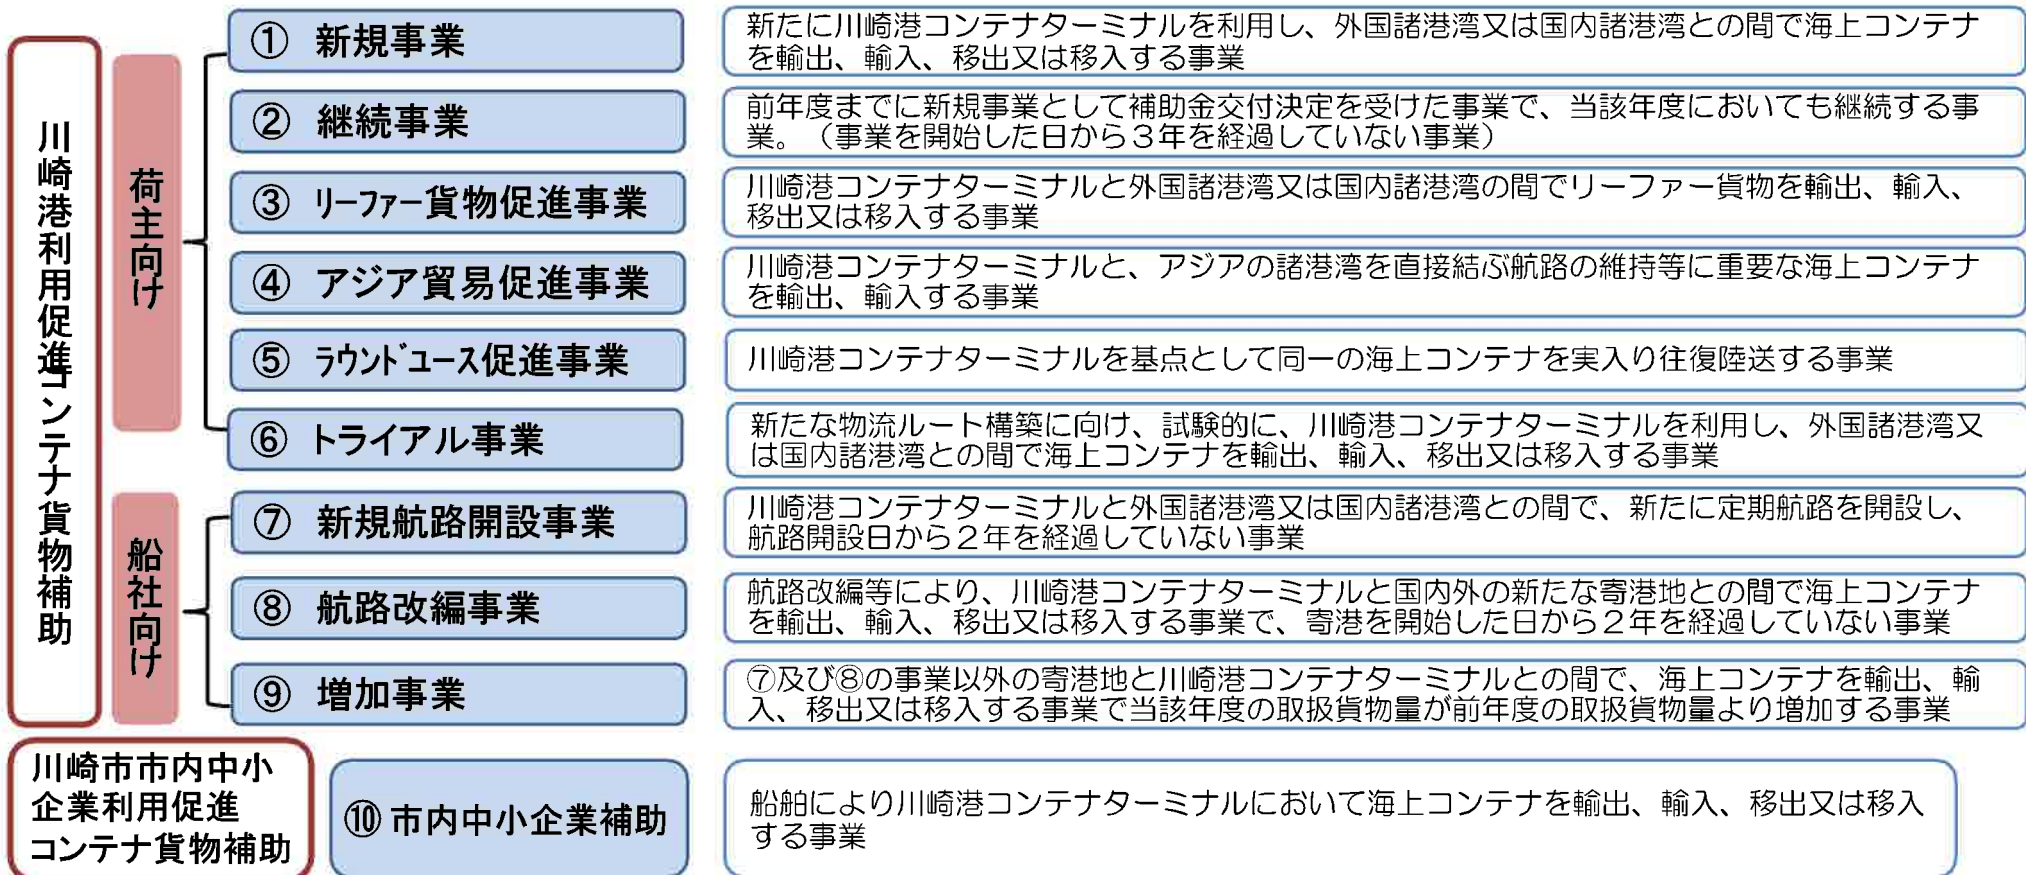 川崎港利用促進コンテナ貨物補助
荷主向け
① 新規事業
新たに川崎港コンテナターミナルを利用し、外国諸港湾又は国内諸港湾との間で海上コンテナ
を輸出、輸入、移出又は移入する事業
② 継続事業
前年度までに新規事業として補助金交付決定を受けた事業で、当該年度においても継続する事
業。（事業を開始した日から３年を経過していない事業）
③ リーファー貨物促進事業
川崎港コンテナターミナルと外国諸港湾又は国内諸港湾の間でリーファー貨物を輸出、輸入、
移出又は移入する事業
④ アジア貿易促進事業
川崎港コンテナターミナルと、アジアの諸港湾を直接結ぶ航路の維持等に重要な海上コンテナ
を輸出、輸入する事業
⑤ ﾗｳﾝﾄﾞﾕｰｽ促進事業
川崎港コンテナターミナルを基点として同一の海上コンテナを実入り往復陸送する事業
⑥ トライアル事業
新たな物流ルート構築に向け、試験的に、川崎港コンテナターミナルを利用し、外国諸港湾又
は国内諸港湾との間で海上コンテナを輸出、輸入、移出又は移入する事業
船社向け
⑦ 新規航路開設事業
川崎港コンテナターミナルと外国諸港湾又は国内諸港湾との間で、新たに定期航路を開設し、
航路開設日から２年を経過していない事業
⑧ 航路改編事業
航路改編等により、川崎港コンテナターミナルと国内外の新たな寄港地との間で海上コンテナ
を輸出、輸入、移出又は移入する事業で、寄港を開始した日から２年を経過していない事業
⑨ 増加事業
⑦及び⑧の事業以外の寄港地と川崎港コンテナターミナルとの間で、海上コンテナを輸出、輸
入、移出又は移入する事業で当該年度の取扱貨物量が前年度の取扱貨物量より増加する事業
川崎市市内中小
企業利用促進
コンテナ貨物補助
⑩ 市内中小企業補助
船舶により川崎港コンテナターミナルにおいて海上コンテナを輸出、輸入、移出又は移入
する事業